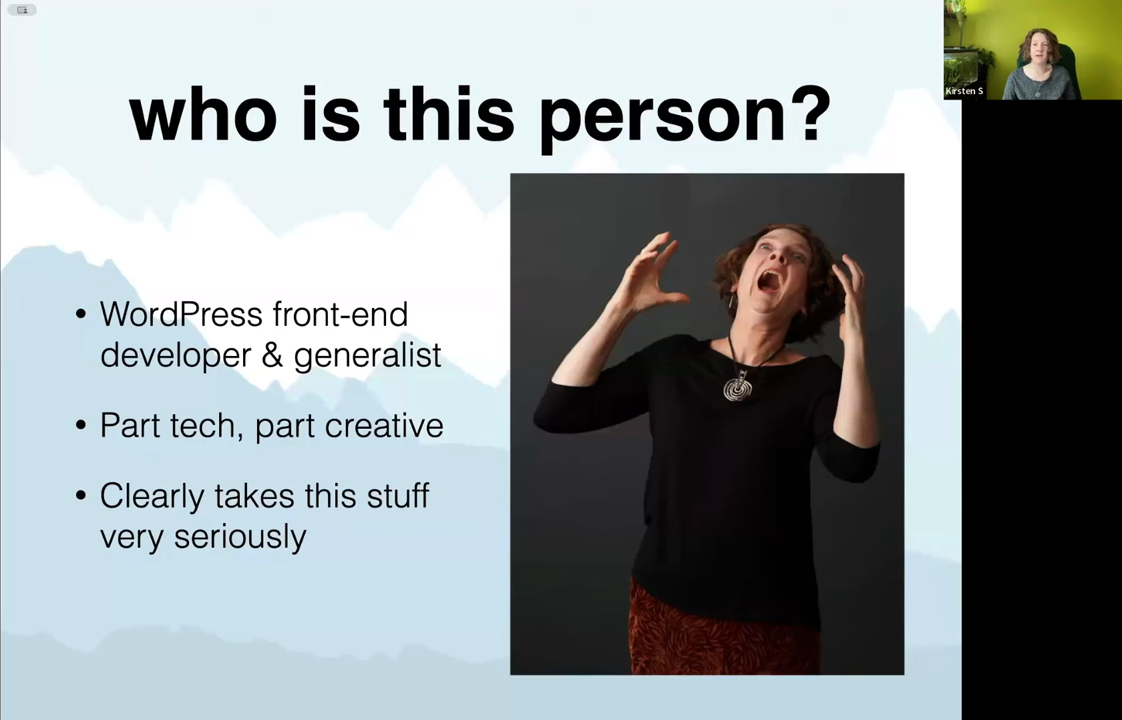 who is this person?
• WordPress front-end
developer & generalist
• Part tech, part creative
• Clearly takes this stuff
very seriously
Kirsten S